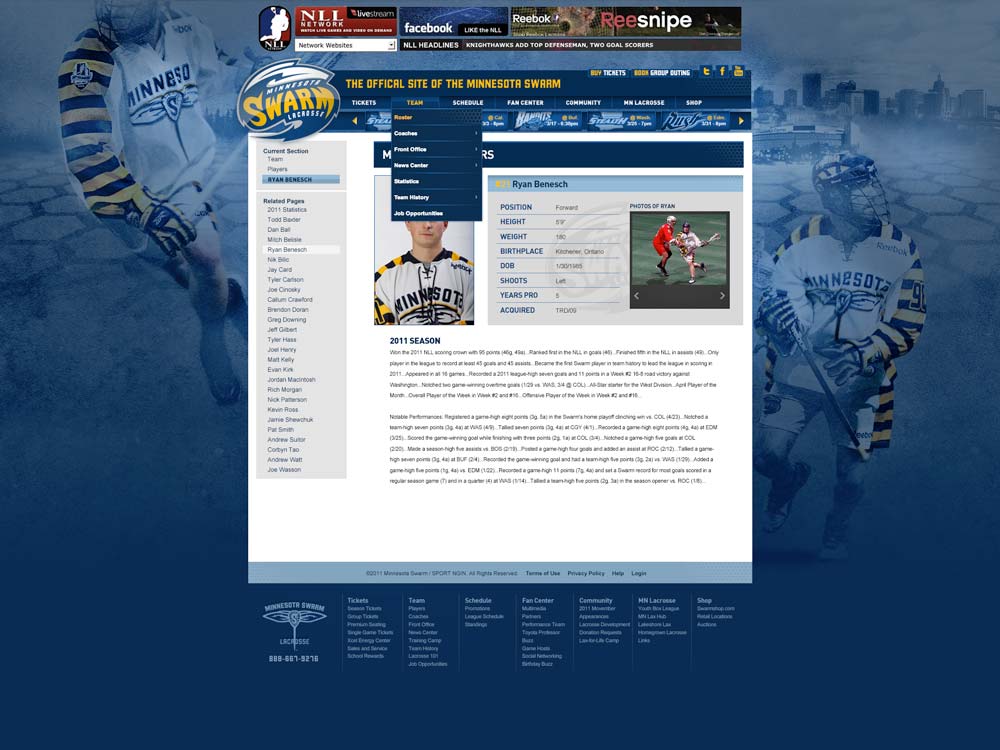 NLL
NETWORK
livestream
WATCH LIVE GAMES AND VIDEO ON DEMAND
NLL
facebook
LIKE the NLL
Reebok
Reesnipe
Network Websites
NLL HEADLINES
KNIGHTHAWKS ADD TOP DEFENSEMAN, TWO GOAL SCORERS
MINNESOTA
SWARM
LACROSSE
THE OFFICAL SITE OF THE MINNESOTA SWARM
BUY TICKETS
BOOK GROUP OUTING
TICKETS
TEAM
SCHEDULE
FAN CENTER
COMMUNITY
MN LACROSSE
SHOP
@ Cal.
3/3 - 8pm
BANDITS
@ Buf.
3/17 - 6:30pm
STEALTH
@ Wash.
3/25 - 7pm
RUSH
@ Edm.
3/31 - 8pm
Roster
Coaches
Front Office
News Center
Statistics
Team History
Job Opportunities
Current Section
Team
Players
RYAN BENESCH
Related Pages
2011 Statistics
Todd Baxter
Dan Ball
Mitch Belisle
Ryan Benesch
Nik Bilic
Jay Card
Tyler Carlson
Joe Cinosky
Callum Crawford
Brendon Doran
Greg Downing
Jeff Gilbert
Tyler Hass
Joel Henry
Matt Kelly
Evan Kirk
Jordan MacIntosh
Rich Morgan
Nick Patterson
Kevin Ross
Jamie Shewchuk
Pat Smith
Andrew Suitor
Corbyn Tao
Andrew Watt
Joe Wasson
Reebok
MINNESOTA
Ryan Benesch
POSITION Forward
HEIGHT 5'9"
WEIGHT 180
BIRTHPLACE Kitchener, Ontario
DOB 1/30/1985
SHOOTS Left
YEARS PRO 5
ACQUIRED TRD/09
PHOTOS OF RYAN
2011 SEASON
Won the 2011 NLL scoring crown with 95 points (46g, 49a)...Ranked first in the NLL in goals (46)...Finished fifth in the NLL in assists (49)...Only
player in the league to record at least 45 goals and 45 assists...Became the first Swarm player in team history to lead the league in scoring in
2011...Appeared in all 16 games...Recorded a 2011 league-high seven goals and 11 points in a Week #2 16-8 road victory against
Washington...Notched two game-winning overtime goals (1/29 vs. WAS, 3/4 @ COL)...All-Star starter for the West Division...April Player of the
Month...Overall Player of the Week in Week #2 and #16...Offensive Player of the Week in Week #2 and #16...
Notable Performances: Registered a game-high eight points (3g, 5a) in the Swarm's home playoff clinching win vs. COL (4/23)...Notched a
team-high seven points (3g, 4a) at WAS (4/9)...Tallied seven points (3g, 4a) at CGY (4/1)...Recorded a game-high eight points (4g, 4a) at EDM
(3/25)...Scored the game-winning goal while finishing with three points (2g, 1a) at COL (3/4)...Notched a game-high five goals at COL
(2/20)...Made a season-high five assists vs. BOS (2/19)...Posted a game-high four goals and added an assist at ROC (2/12)...Tallied a game-
high seven points (3g, 4a) at BUF (2/4)...Recorded the game-winning goal and had a team-high five points (3g, 2a) vs. WAS (1/29)...Added a
game-high five points (1g, 4a) vs. EDM (1/22)...Recorded a game-high 11 points (7g, 4a) and set a Swarm record for most goals scored in a
regular season game (7) and in a quarter (4) at WAS (1/14)...Tallied a team-high five points (2g, 3a) in the season opener vs. ROC (1/8)...
©2011 Minnesota Swarm / SPORT NGIN. All Rights Reserved.
Terms of Use
Privacy Policy
Help
Login
MINNESOTA SWARM
LACROSSE
888-667-9276
Tickets
Season Tickets
Group Tickets
Premium Seating
Single Game Tickets
Xcel Energy Center
Sales and Service
School Rewards
Team
Players
Coaches
Front Office
News Center
Training Camp
Team History
Lacrosse 101
Job Opportunities
Schedule
Promotions
League Schedule
Standings
Fan Center
Multimedia
Partners
Performance Team
Toyota Professor
Buzz
Game Hosts
Social Networking
Birthday Buzz
Community
2011 Movember
Appearances
Lacrosse Development
Donation Requests
Lax-for-Life Camp
MN Lacrosse
Youth Box League
MN Lax Hub
Lakeshore Lax
Homegrown Lacrosse
Links
Shop
Swarmshop.com
Retail Locations
Auctions